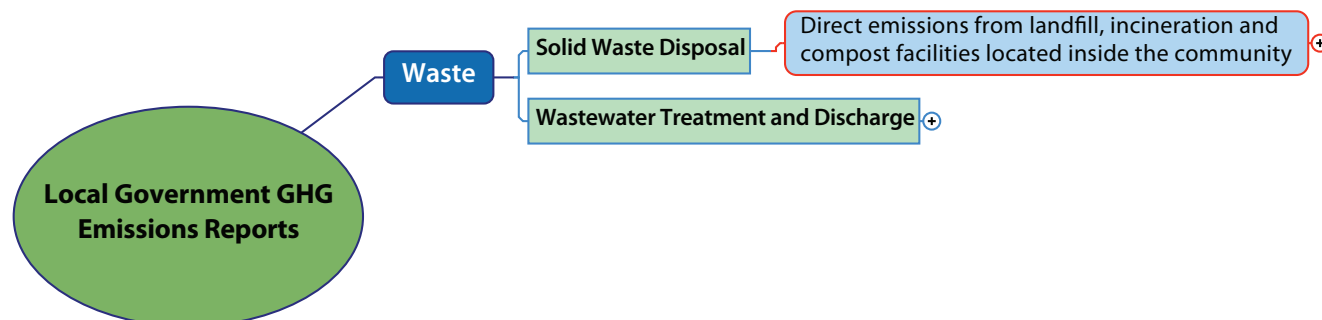 Local Government GHG
Emissions Reports
Waste
Solid Waste Disposal
Direct emissions from landfill, incineration and
compost facilities located inside the community
Wastewater Treatment and Discharge